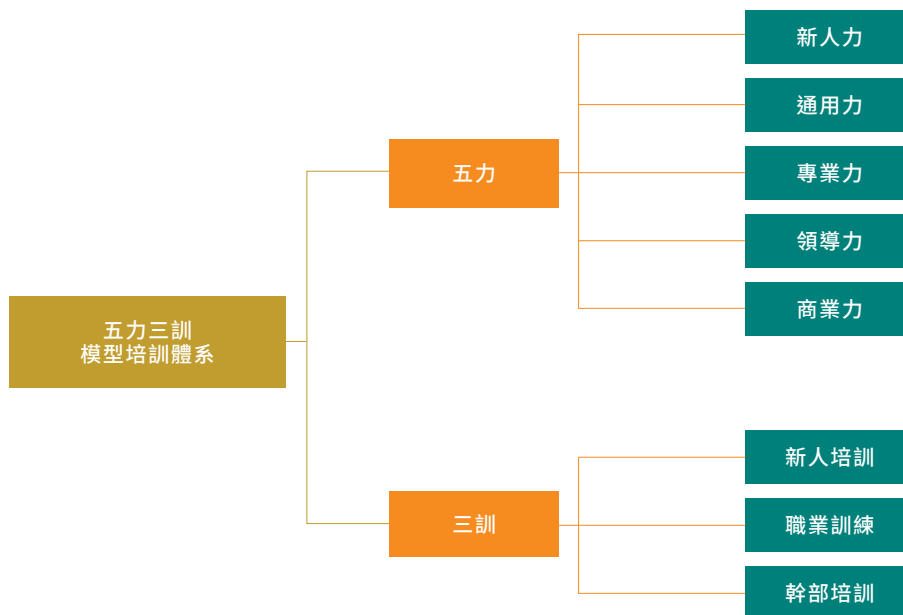 五力三訓
模型培訓體系
五力
新人力
通用力
專業力
領導力
商業力
三訓
新人培訓
職業訓練
幹部培訓